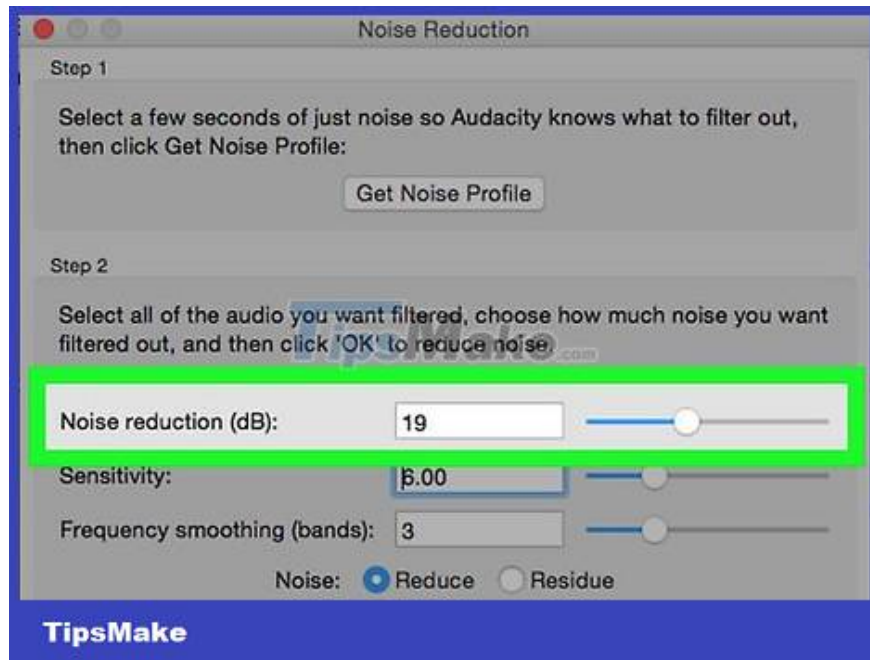 Noise Reduction
Step 1
Select a few seconds of just noise so Audacity knows what to filter out,
then click Get Noise Profile:
Get Noise Profile
Step 2
Select all of the audio you want filtered, choose how much noise you want
filtered out, and then click 'OK' to reduce noise
TipsMake.com
Noise reduction (dB): 19
Sensitivity: 6.00
Frequency smoothing (bands): 3
Noise: Reduce Residue
TipsMake